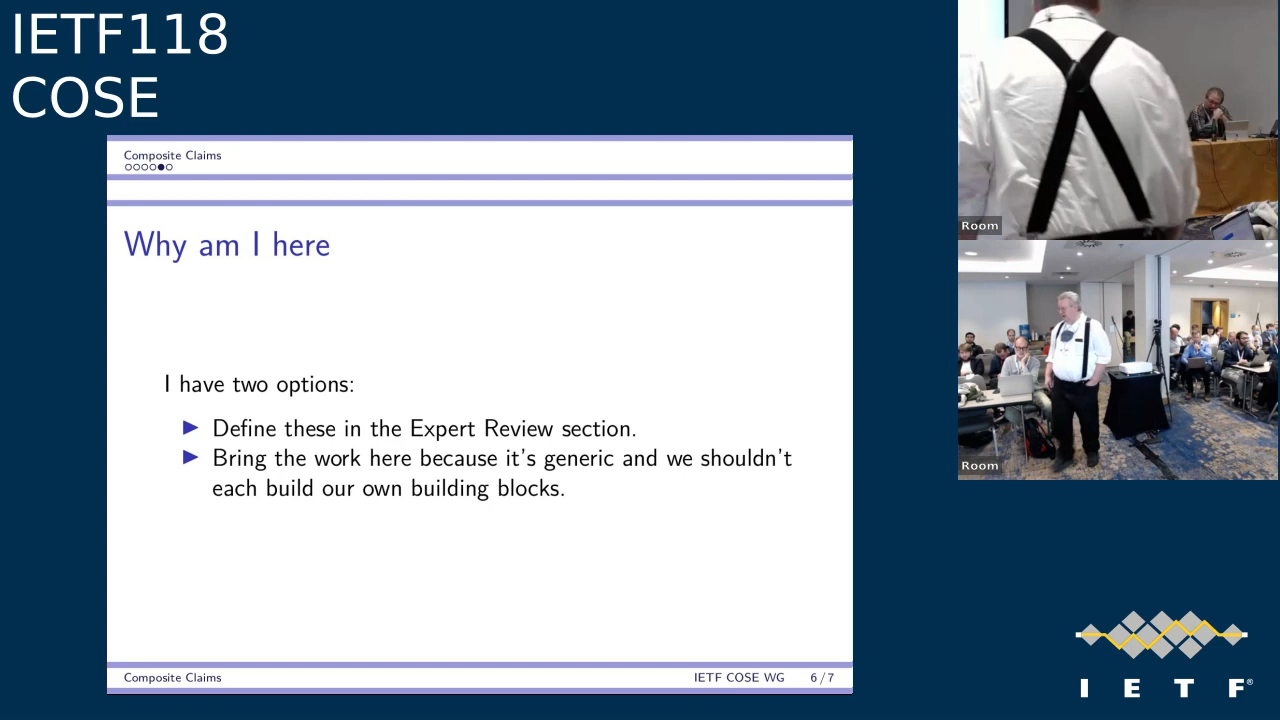 IETF118
COSE
Composite Claims
Why am I here
I have two options:
Define these in the Expert Review section.
Bring the work here because it's generic and we shouldn't
each build our own building blocks.
Composite Claims IETF COSE WG 6 / 7
Room
Room
I E T F®